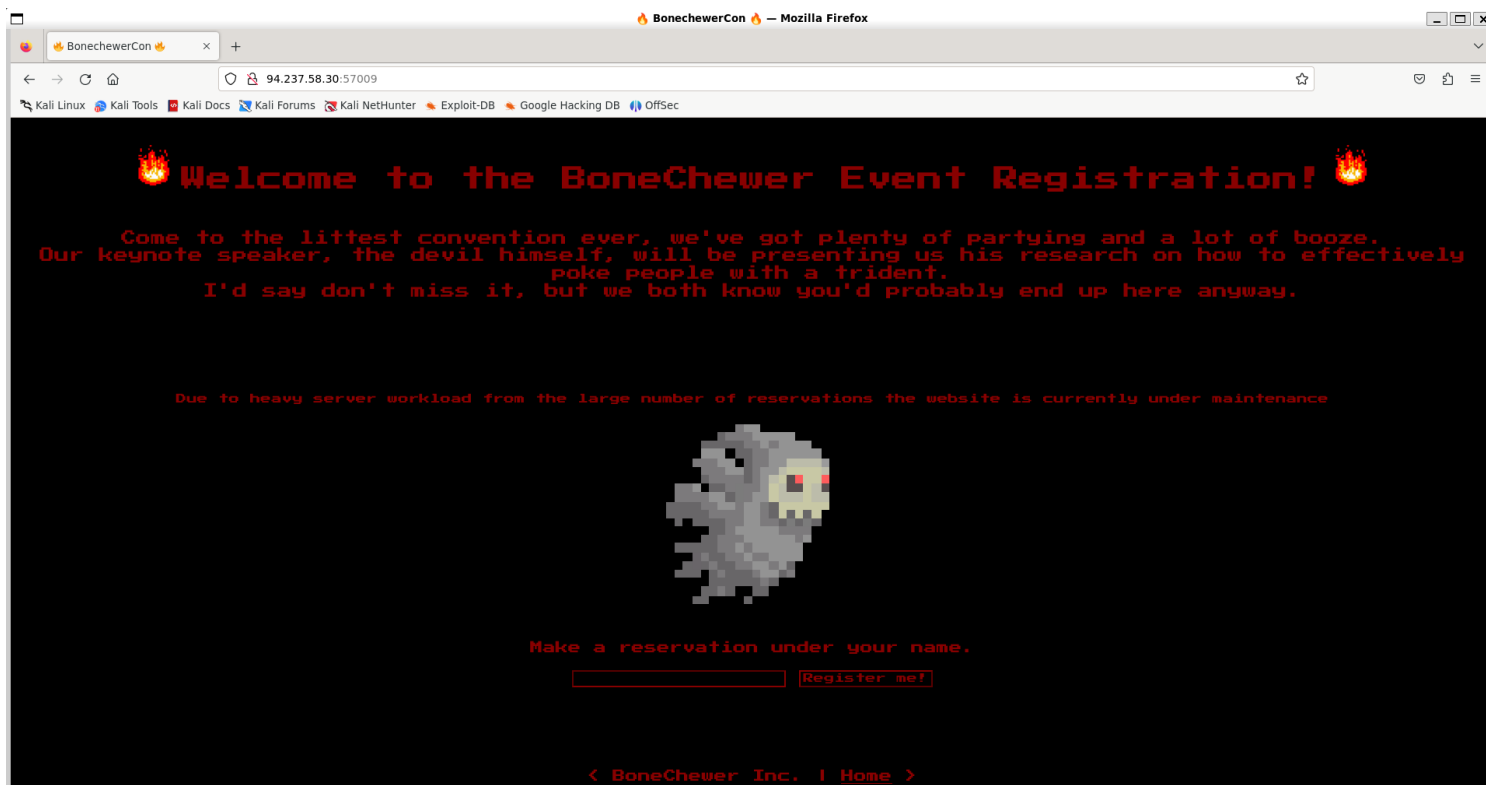 🔥 BonechewerCon 🔥 — Mozilla Firefox
🔥 BonechewerCon 🔥
94.237.58.30:57009
Kali Linux Kali Tools Kali Docs Kali Forums Kali NetHunter Exploit-DB Google Hacking DB OffSec
Welcome to the BoneChewer Event Registration!
Come to the littest convention ever, we've got plenty of partying and a lot of booze.
Our keynote speaker, the devil himself, will be presenting us his research on how to effectively
poke people with a trident.
I'd say don't miss it, but we both know you'd probably end up here anyway.
Due to heavy server workload from the large number of reservations the website is currently under maintenance
Make a reservation under your name.
Register me!
< BoneChewer Inc. | Home >